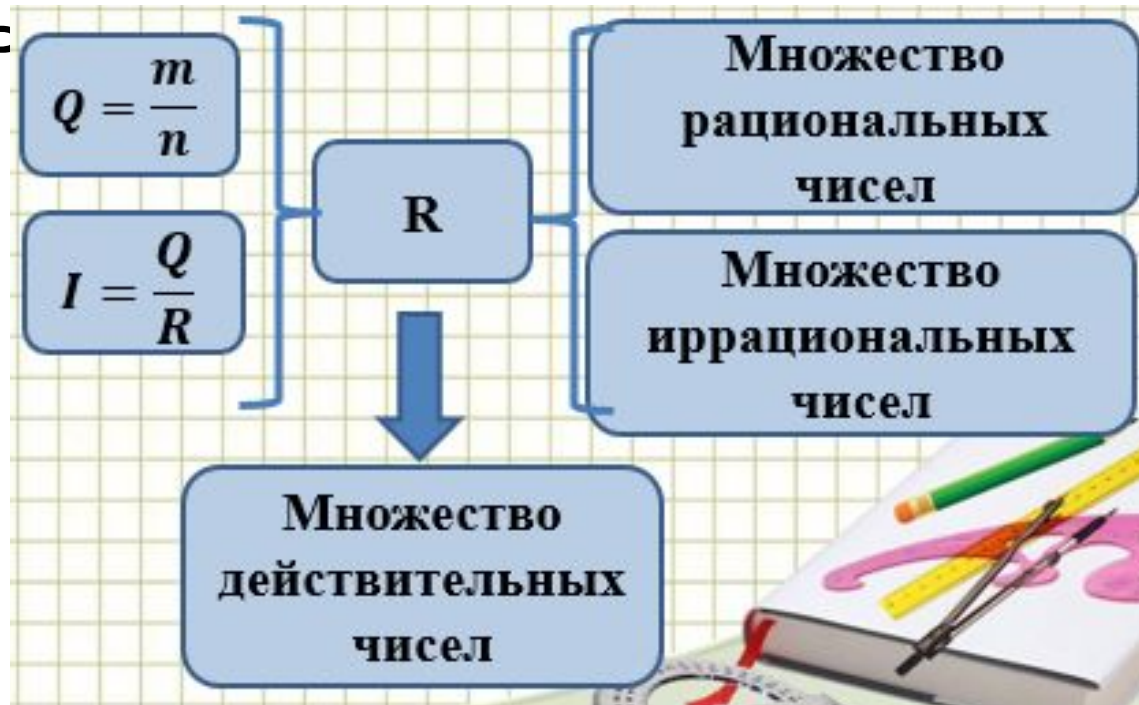 с
Q = m/n
I = Q/R
R
Множество
рациональных
чисел
Множество
иррациональных
чисел
Множество
действительных
чисел